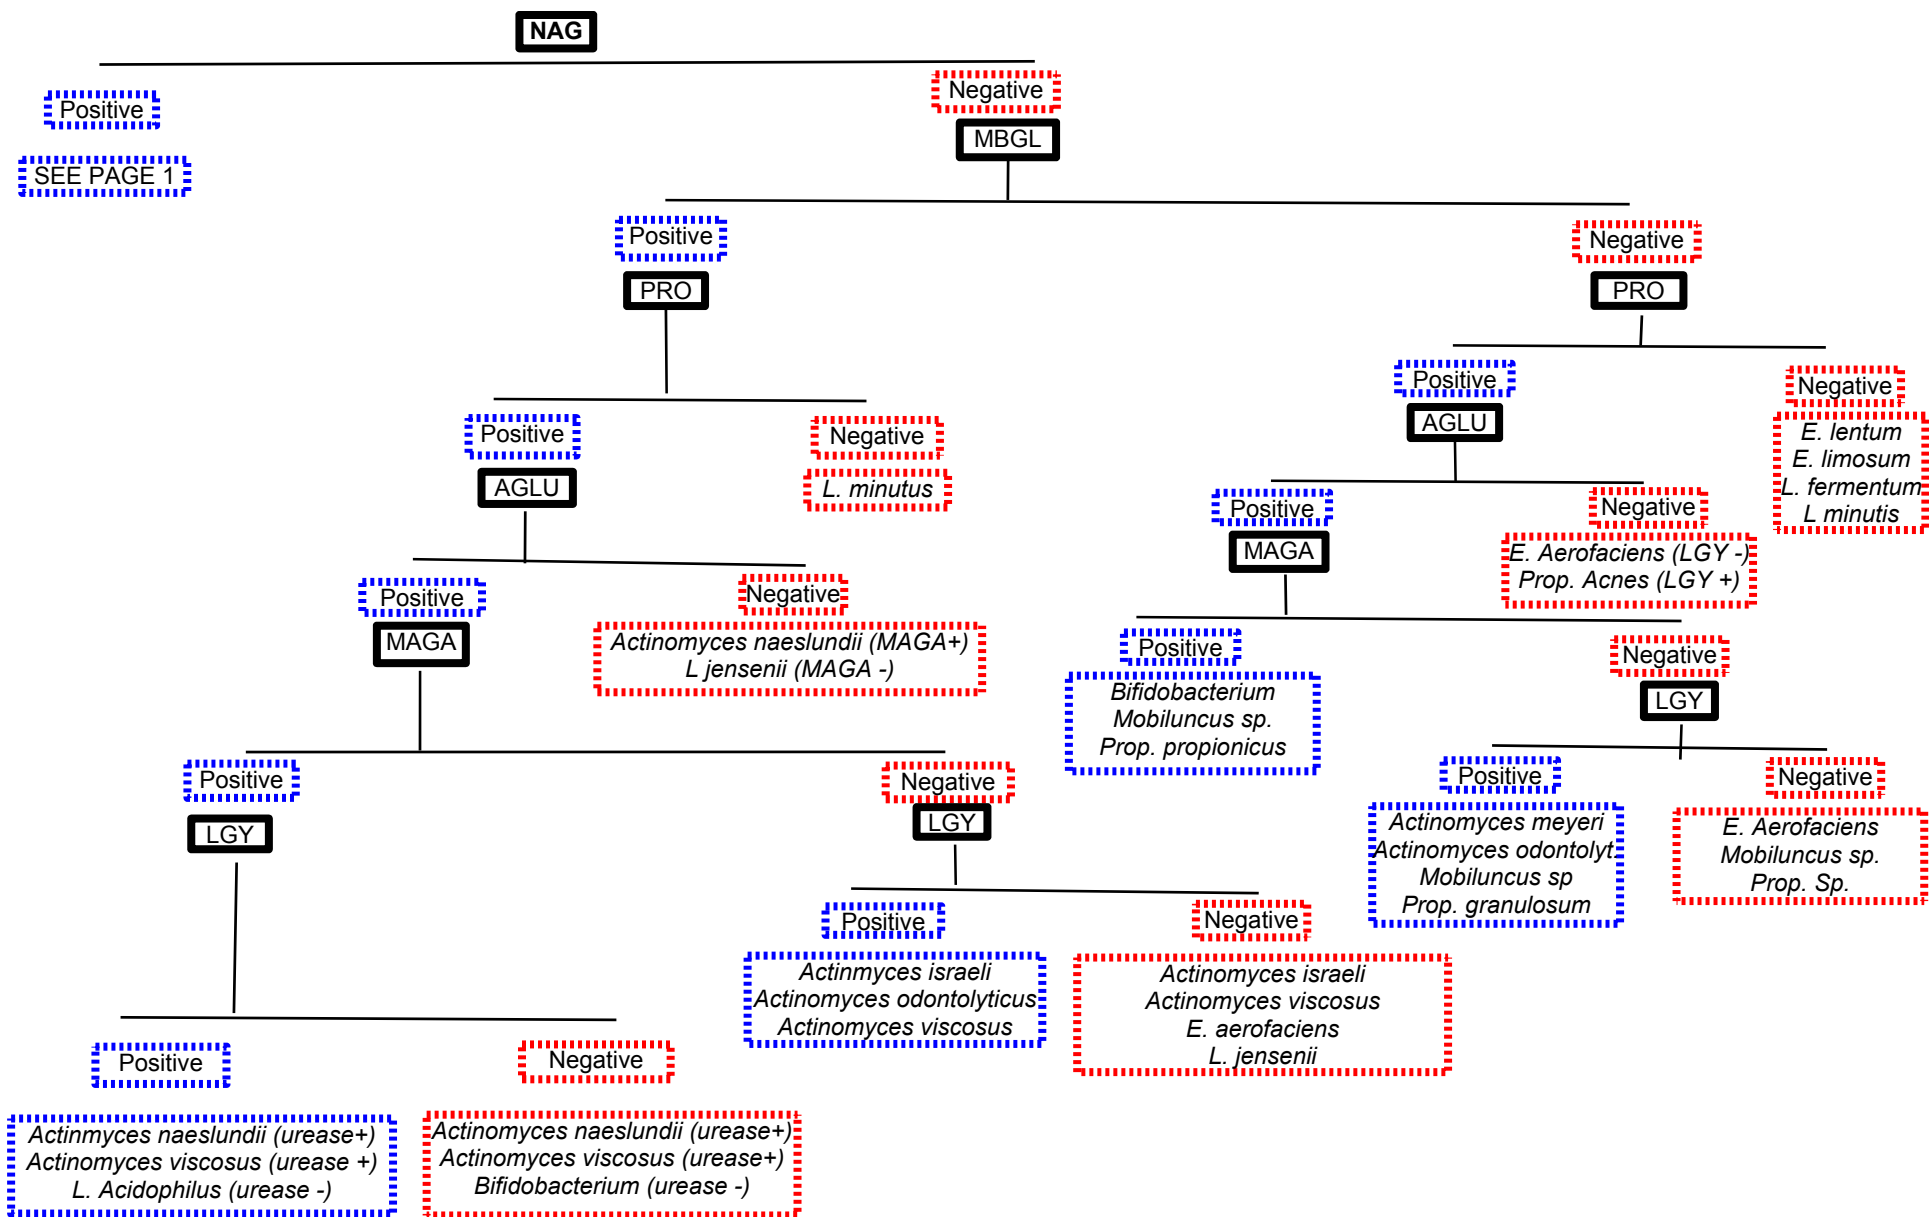 NAG
Positive
Negative
SEE PAGE 1
MBGL
Positive
Negative
PRO
PRO
Positive
Negative
AGLU
E. lentum
E. limosum
L. fermentum
L minutis
Positive
Negative
AGLU
L. minutus
Positive
Negative
MAGA
E. Aerofaciens (LGY -)
Prop. Acnes (LGY +)
Positive
Negative
MAGA
Actinomyces naeslundii (MAGA+)
L jensenii (MAGA -)
Positive
Negative
Bifidobacterium
Mobiluncus sp.
Prop. propionicus
LGY
Positive
Negative
LGY
LGY
Positive
Negative
Actinomyces meyeri
Actinomyces odontolyt.
Mobiluncus sp
Prop. granulosum
E. Aerofaciens
Mobiluncus sp.
Prop. Sp.
Positive
Negative
Actinmyces israeli
Actinomyces odontolyticus
Actinomyces viscosus
Actinomyces israeli
Actinomyces viscosus
E. aerofaciens
L. jensenii
Positive
Negative
Actinmyces naeslundii (urease+)
Actinomyces viscosus (urease +)
L. Acidophilus (urease -)
Actinomyces naeslundii (urease+)
Actinomyces viscosus (urease+)
Bifidobacterium (urease -)